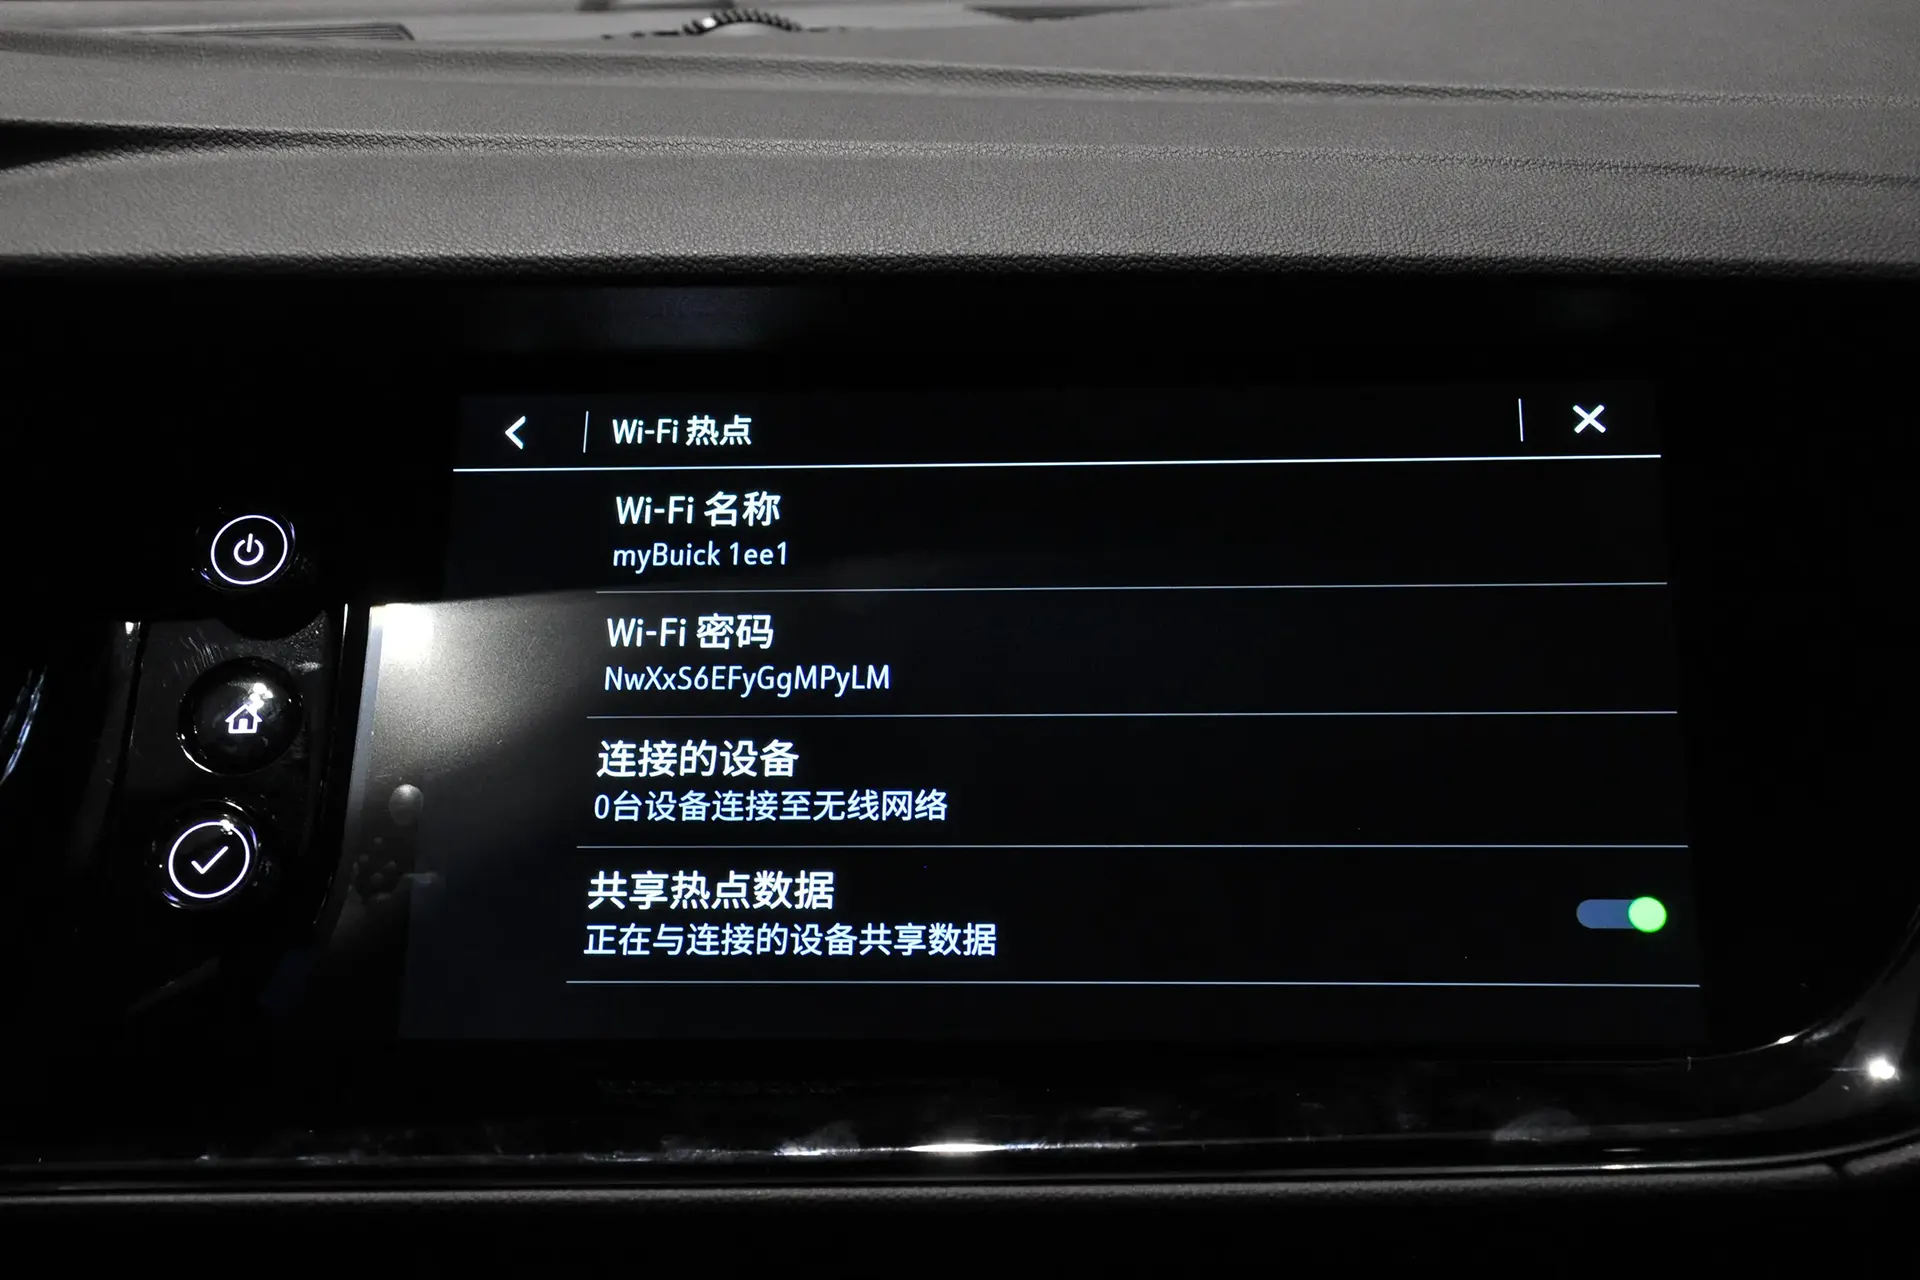 Wi-Fi 热点
Wi-Fi 名称
myBuick 1ee1
Wi-Fi 密码
NwXxS6EFyGgMPyLM
连接的设备
0台设备连接至无线网络
共享热点数据
正在与连接的设备共享数据